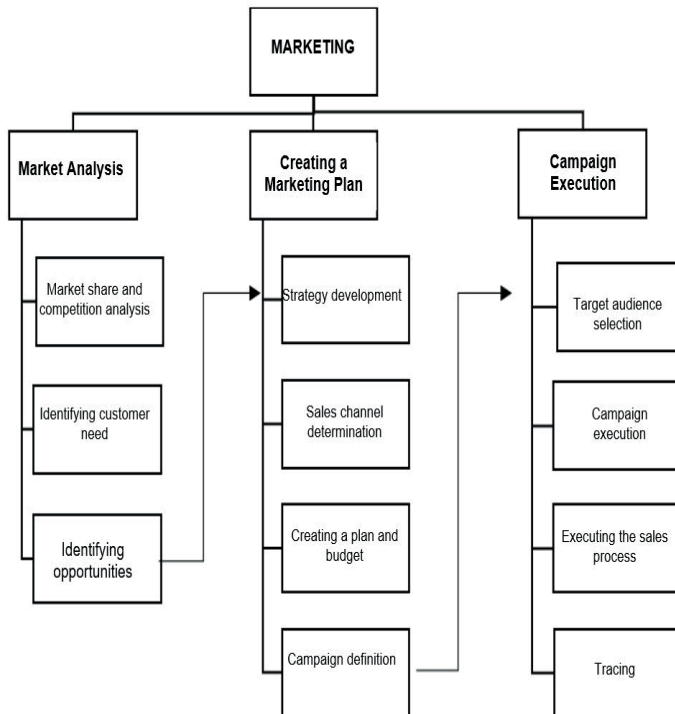 MARKETING
Market Analysis
Creating a
Marketing Plan
Campaign
Execution
Market share and
competition analysis
Identifying customer
need
Identifying
opportunities
Strategy development
Sales channel
determination
Creating a plan and
budget
Campaign definition
Target audience
selection
Campaign
execution
Executing the sales
process
Tracing